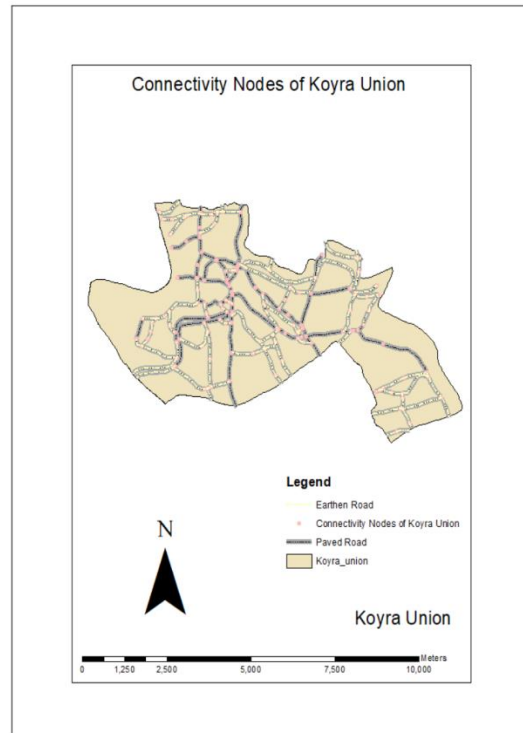 Connectivity Nodes of Koyra Union
Legend
Earthen Road
Connectivity Nodes of Koyra Union
Paved Road
Koyra_union
N
Koyra Union
Meters
0 1,250 2,500 5,000 7,500 10,000